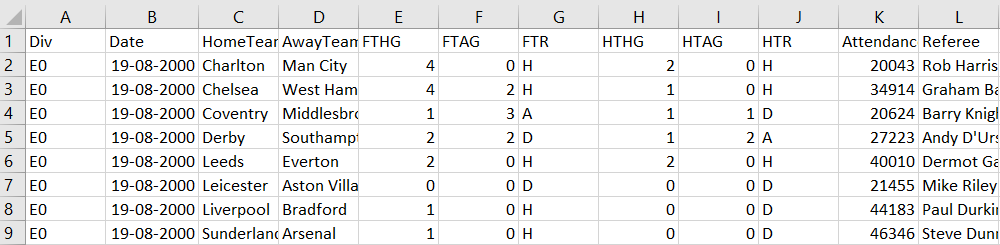 A B C D E F G H I J K L
1 Div Date HomeTean AwayTeam FTHG FTAG FTR HTHG HTAG HTR Attendanc Referee
2 E0 19-08-2000 Charlton Man City 4 0 H 2 0 H 20043 Rob Harris
3 E0 19-08-2000 Chelsea West Ham 4 2 H 1 0 H 34914 Graham Ba
4 E0 19-08-2000 Coventry Middlesbro 1 3 A 1 1 D 20624 Barry Knigh
5 E0 19-08-2000 Derby Southampt 2 2 D 1 2 A 27223 Andy D'Urs
6 E0 19-08-2000 Leeds Everton 2 0 H 2 0 H 40010 Dermot Ga
7 E0 19-08-2000 Leicester Aston Villa 0 0 D 0 0 D 21455 Mike Riley
8 E0 19-08-2000 Liverpool Bradford 1 0 H 0 0 D 44183 Paul Durkin
9 E0 19-08-2000 Sunderland Arsenal 1 0 H 0 0 D 46346 Steve Dunn